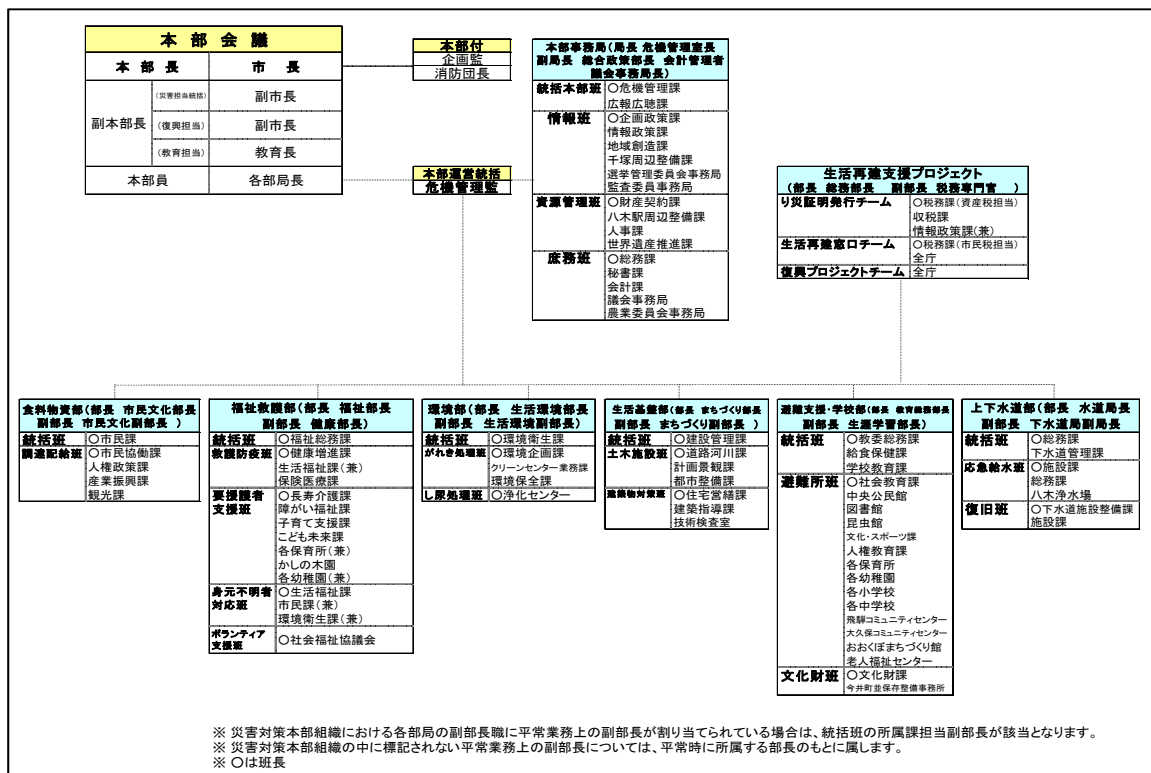 本部会議
本部長 市長
副本部長 (災害担当統括) 副市長
(復興担当) 副市長
(教育担当) 教育長
本部員 各部局長
本部付
企画監
消防団長
本部運営統括
危機管理監
本部事務局(局長 危機管理室長
副局長 総合政策部長 会計管理者
議会事務局長)
統括本部班 〇危機管理課
広報広聴課
情報班 〇企画政策課
情報政策課
地域創造課
千塚周辺整備課
選挙管理委員会事務局
監査委員事務局
資源管理班 〇財産契約課
八木駅周辺整備課
人事課
世界遺産推進課
庶務班 〇総務課
秘書課
会計課
議会事務局
農業委員会事務局
生活再建支援プロジェクト
(部長 総務部長 副部長 税務専門官 )
り災証明発行チーム 〇税務課(資産税担当)
収税課
情報政策課(兼)
生活再建窓口チーム 〇税務課(市民税担当)
全庁
復興プロジェクトチーム 全庁
食料物資部(部長 市民文化部長
副部長 市民文化副部長 )
統括班 〇市民課
調達配給班 〇市民協働課
人権政策課
産業振興課
観光課
福祉救護部(部長 福祉部長
副部長 健康部長)
統括班 〇福祉総務課
救護防疫班 〇健康増進課
生活福祉課(兼)
保険医療課
要援護者 〇長寿介護課
支援班 障がい福祉課
子育て支援課
こども未来課
各保育所(兼)
かしの木園
各幼稚園(兼)
身元不明者 〇生活福祉課
対応班 市民課(兼)
環境衛生課(兼)
ボランティア
支援班 〇社会福祉協議会
環境部(部長 生活環境部長
副部長 生活環境副部長)
統括班 〇環境衛生課
がれき処理班 〇環境企画課
クリーンセンター業務課
環境保全課
し尿処理班 〇浄化センター
生活基盤部(部長 まちづくり部長
副部長 まちづくり副部長 )
統括班 〇建設管理課
土木施設班 〇道路河川課
計画景観課
都市整備課
建築物対策班 〇住宅営繕課
建築指導課
技術検査室
避難支援・学校部(部長 教育総務部長
副部長 生涯学習部長)
統括班 〇教委総務課
給食保健課
学校教育課
避難所班 〇社会教育課
中央公民館
図書館
昆虫館
文化・スポーツ課
人権教育課
各保育所
各幼稚園
各小学校
各中学校
飛騨コミュニティセンター
大久保コミュニティセンター
おおくぼまちづくり館
老人福祉センター
文化財班 〇文化財課
今井町並保存整備事務所
上下水道部(部長 水道局長
副部長 下水道局副局長
統括班 〇総務課
下水道管理課
応急給水班 〇施設課
総務課
八木浄水場
復旧班 〇下水道施設整備課
施設課
※ 災害対策本部組織における各部局の副部長職に平常業務上の副部長が割り当てられている場合は、統括班の所属課担当副部長が該当となります。
※ 災害対策本部組織の中に標記されない平常業務上の副部長については、平常時に所属する部長のもとに属します。
※ 〇は班長